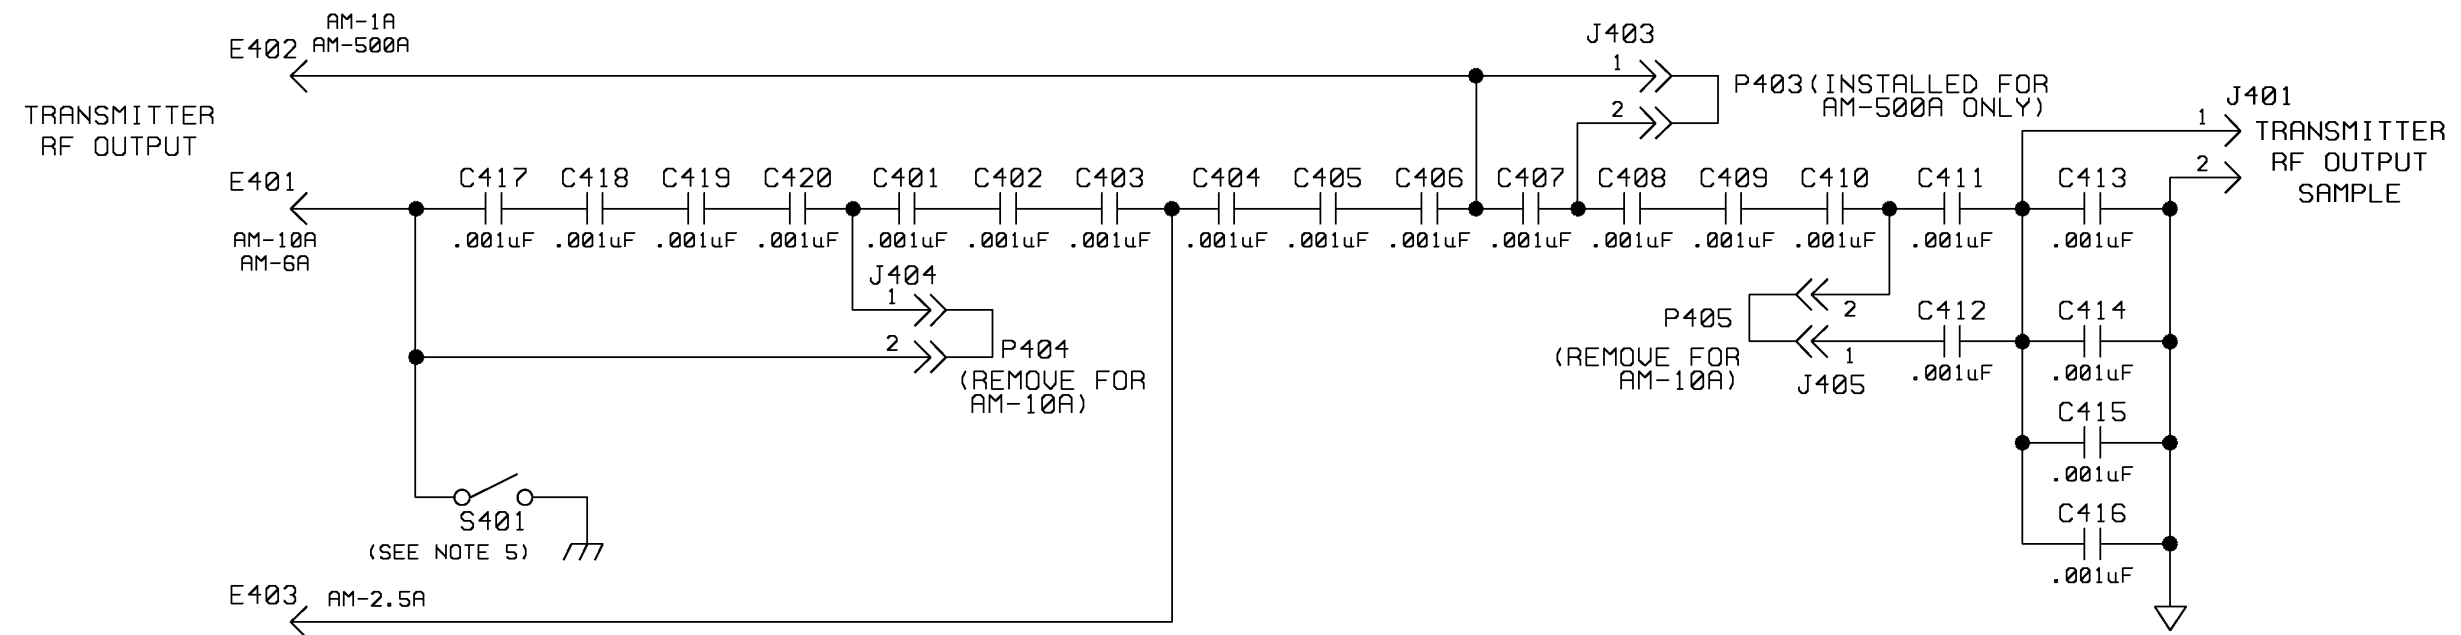 AM-1A
E402 AM-500A
J403
1
P403(INSTALLED FOR
AM-500A ONLY)
2
TRANSMITTER
RF OUTPUT
J401
1
TRANSMITTER
RF OUTPUT
SAMPLE
2
E401
AM-10A
AM-6A
C417 C418 C419 C420 C401 C402 C403 C404 C405 C406 C407 C408 C409 C410 C411 C413
.001uF .001uF .001uF .001uF .001uF .001uF .001uF .001uF .001uF .001uF .001uF .001uF .001uF .001uF .001uF .001uF
J404
1
2
P404
(REMOVE FOR
AM-10A)
P405
(REMOVE FOR
AM-10A)
2
1
J405
C412 C414
.001uF .001uF
C415
.001uF
C416
.001uF
S401
(SEE NOTE 5)
E403 AM-2.5A